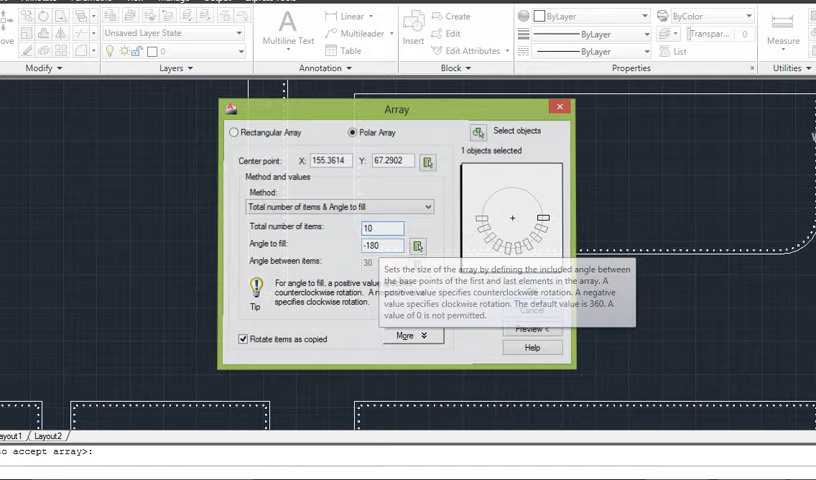 Line
Create
ByLayer
ByColor
Unsaved Layer State
Multileader
Edit
ByLayer
Transpar...
0
Multiline Text
Table
Insert
Edit Attributes
ByLayer
List
Measure
0
Modify
Layers
Annotation
Block
Properties
Utilities
Array
Rectangular Array
Polar Array
Select objects
Center point:
X:
155.3614
Y:
67.2902
1 objects selected
Method and values
Method:
Total number of items & Angle to fill
Total number of items:
10
Angle to fill:
-180
Angle between items:
30
Sets the size of the array by defining the included angle between
the base points of the first and last elements in the array. A
positive value specifies counterclockwise rotation. A negative
value specifies clockwise rotation. The default value is 360. A
value of 0 is not permitted.
For angle to fill, a positive value
counterclockwise rotation. A n
specifies clockwise rotation.
Tip
Cancel
Preview <
Rotate items as copied
More
Help
ayout1
Layout2
to accept array>: